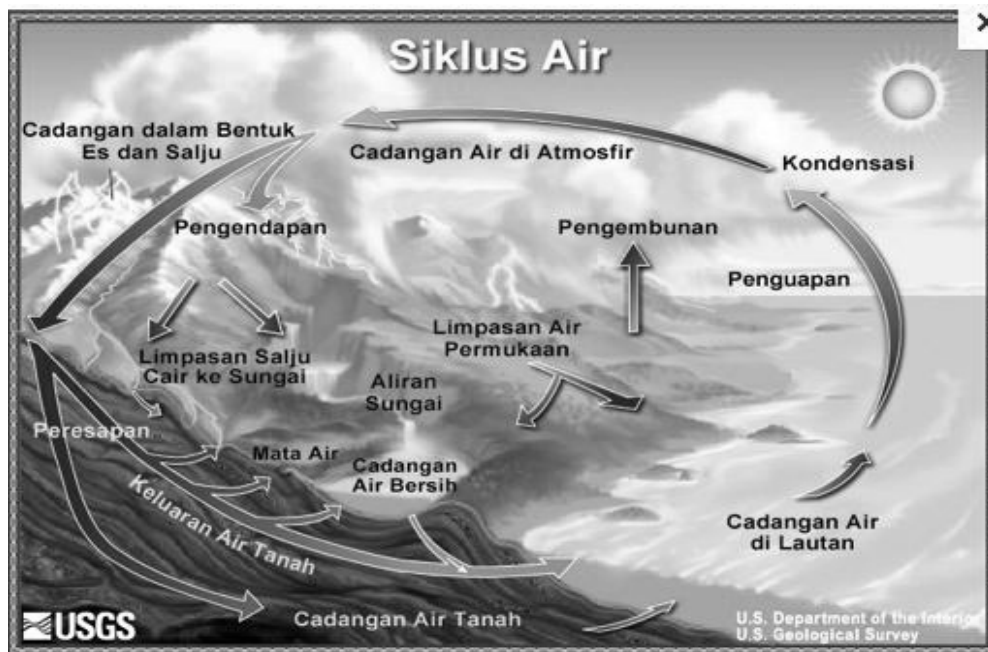 Siklus Air
Cadangan dalam Bentuk
Es dan Salju
Cadangan Air di Atmosfir
Kondensasi
Pengendapan
Pengembunan
Penguapan
Limpasan Air
Permukaan
Limpasan Salju
Cair ke Sungai
Aliran
Sungai
Peresapan
Mata Air
Cadangan
Air Bersih
Keluaran Air Tanah
Cadangan Air
di Lautan
Cadangan Air Tanah
USGS
U.S. Department of the Interior
U.S. Geological Survey